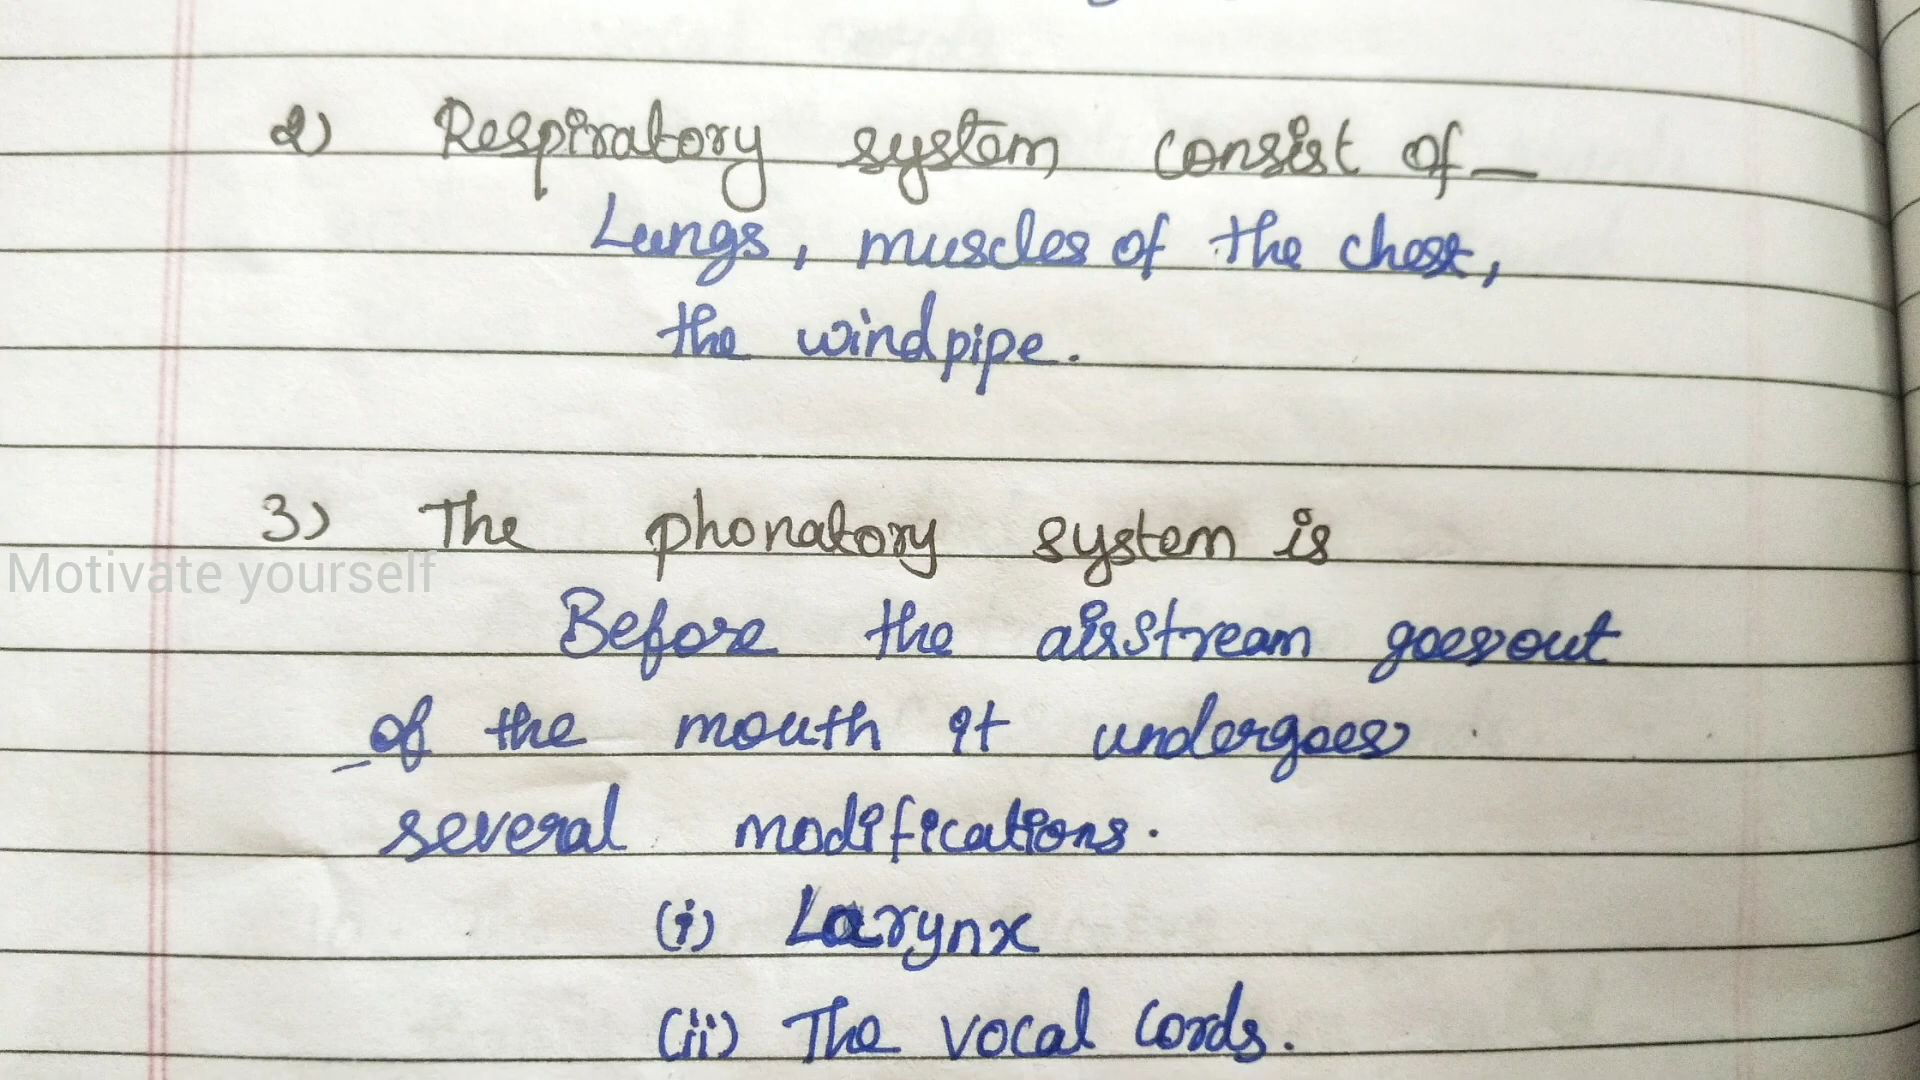 2) Respiratory system consist of_
Lungs, muscles of the chest,
the windpipe.
3) The phonatory system is
Motivate yourself
Before the airstream goes out
of the mouth it undergoes
several modifications.
(i) Larynx
(ii) The vocal cords.